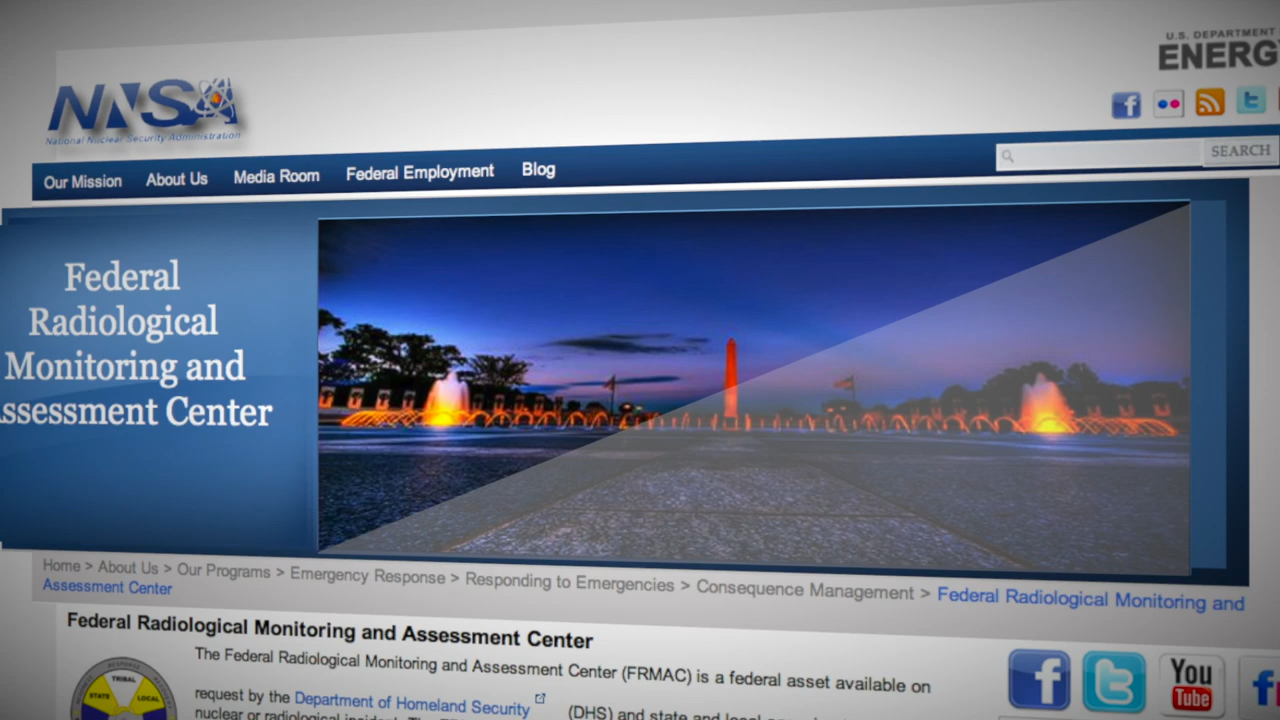 U.S. DEPARTMENT
ENERGY
NNSA
National Nuclear Security Administration
SEARCH
Our Mission About Us Media Room Federal Employment Blog
Federal
Radiological
Monitoring and
Assessment Center
Home > About Us > Our Programs > Emergency Response > Responding to Emergencies > Consequence Management > Federal Radiological Monitoring and
Assessment Center
Federal Radiological Monitoring and Assessment Center
The Federal Radiological Monitoring and Assessment Center (FRMAC) is a federal asset available on
request by the Department of Homeland Security (DHS) and state and local
nuclear or radiological incident. The
RESPONSE
TRIBAL
STATE
LOCAL
You
Tube